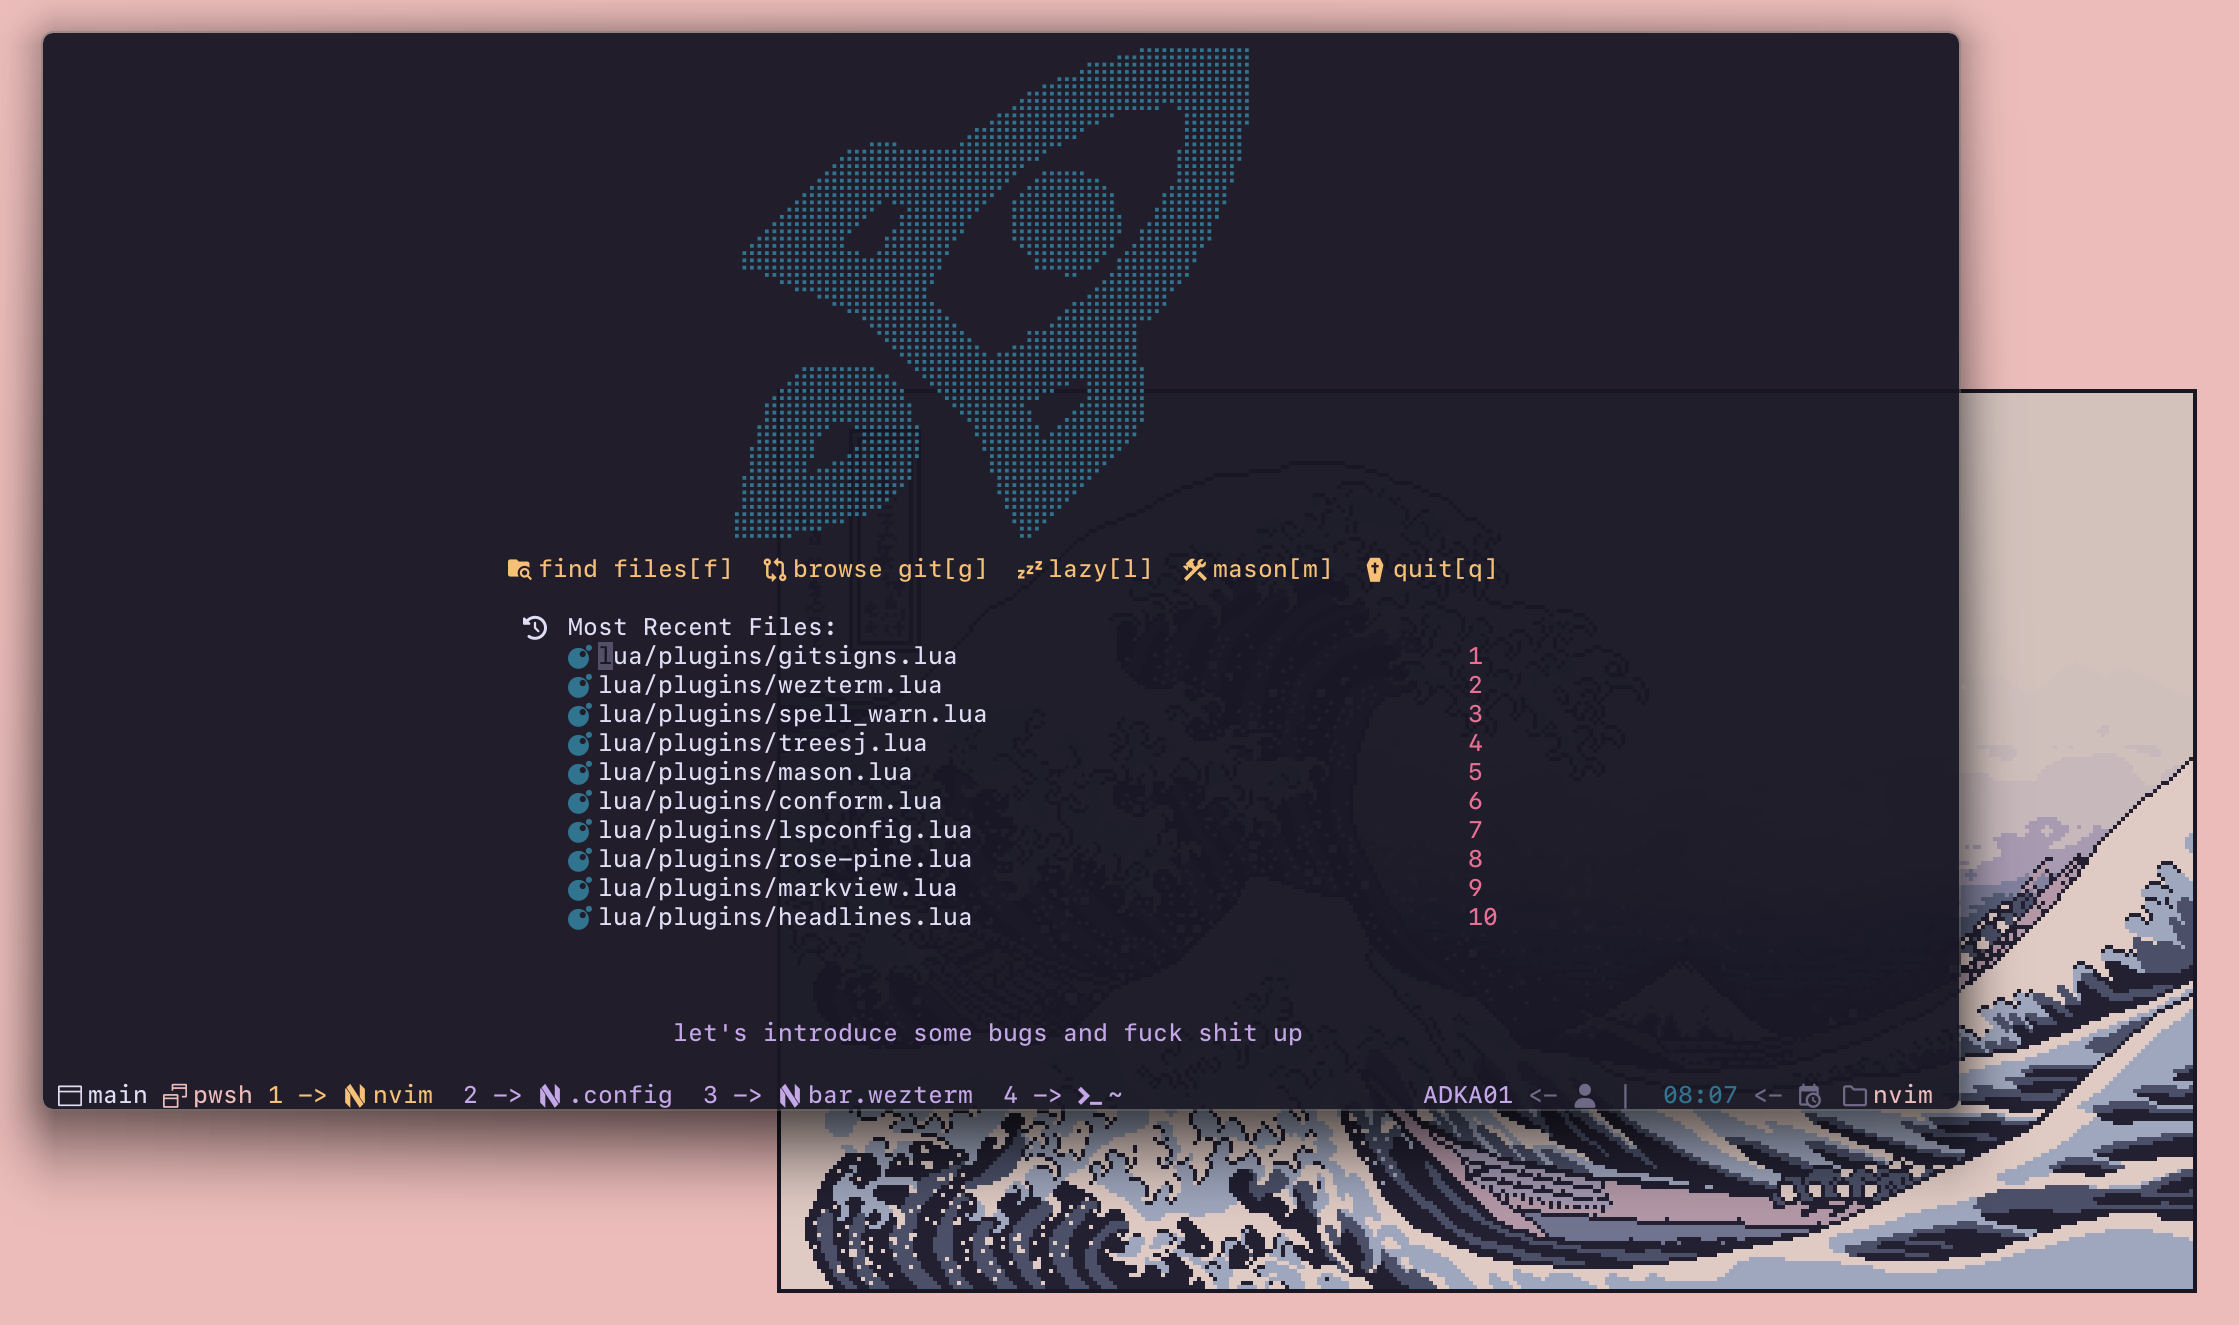 find files[f] browse git[g] lazy[l] mason[m] quit[q]
Most Recent Files:
lua/plugins/gitsigns.lua 1
lua/plugins/wezterm.lua 2
lua/plugins/spell_warn.lua 3
lua/plugins/treesj.lua 4
lua/plugins/mason.lua 5
lua/plugins/conform.lua 6
lua/plugins/lspconfig.lua 7
lua/plugins/rose-pine.lua 8
lua/plugins/markview.lua 9
lua/plugins/headlines.lua 10
let's introduce some bugs and fuck shit up
main pwsh 1 -> nvim 2 -> .config 3 -> bar.wezterm 4 -> ~ ADKA01 <- | 08:07 <- nvim